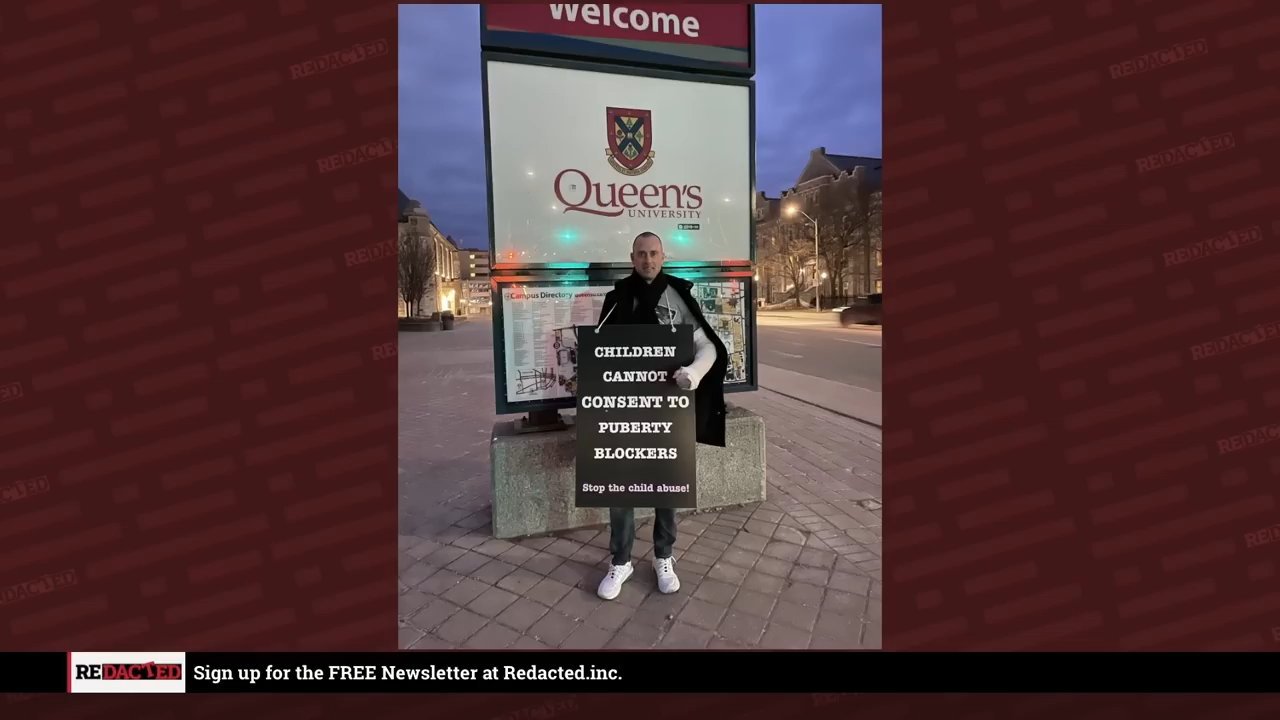 Welcome
Queen's
UNIVERSITY
Campus Directory
CHILDREN
CANNOT
CONSENT TO
PUBERTY
BLOCKERS
Stop the child abuse!
REDACTED
Sign up for the FREE Newsletter at Redacted.inc.